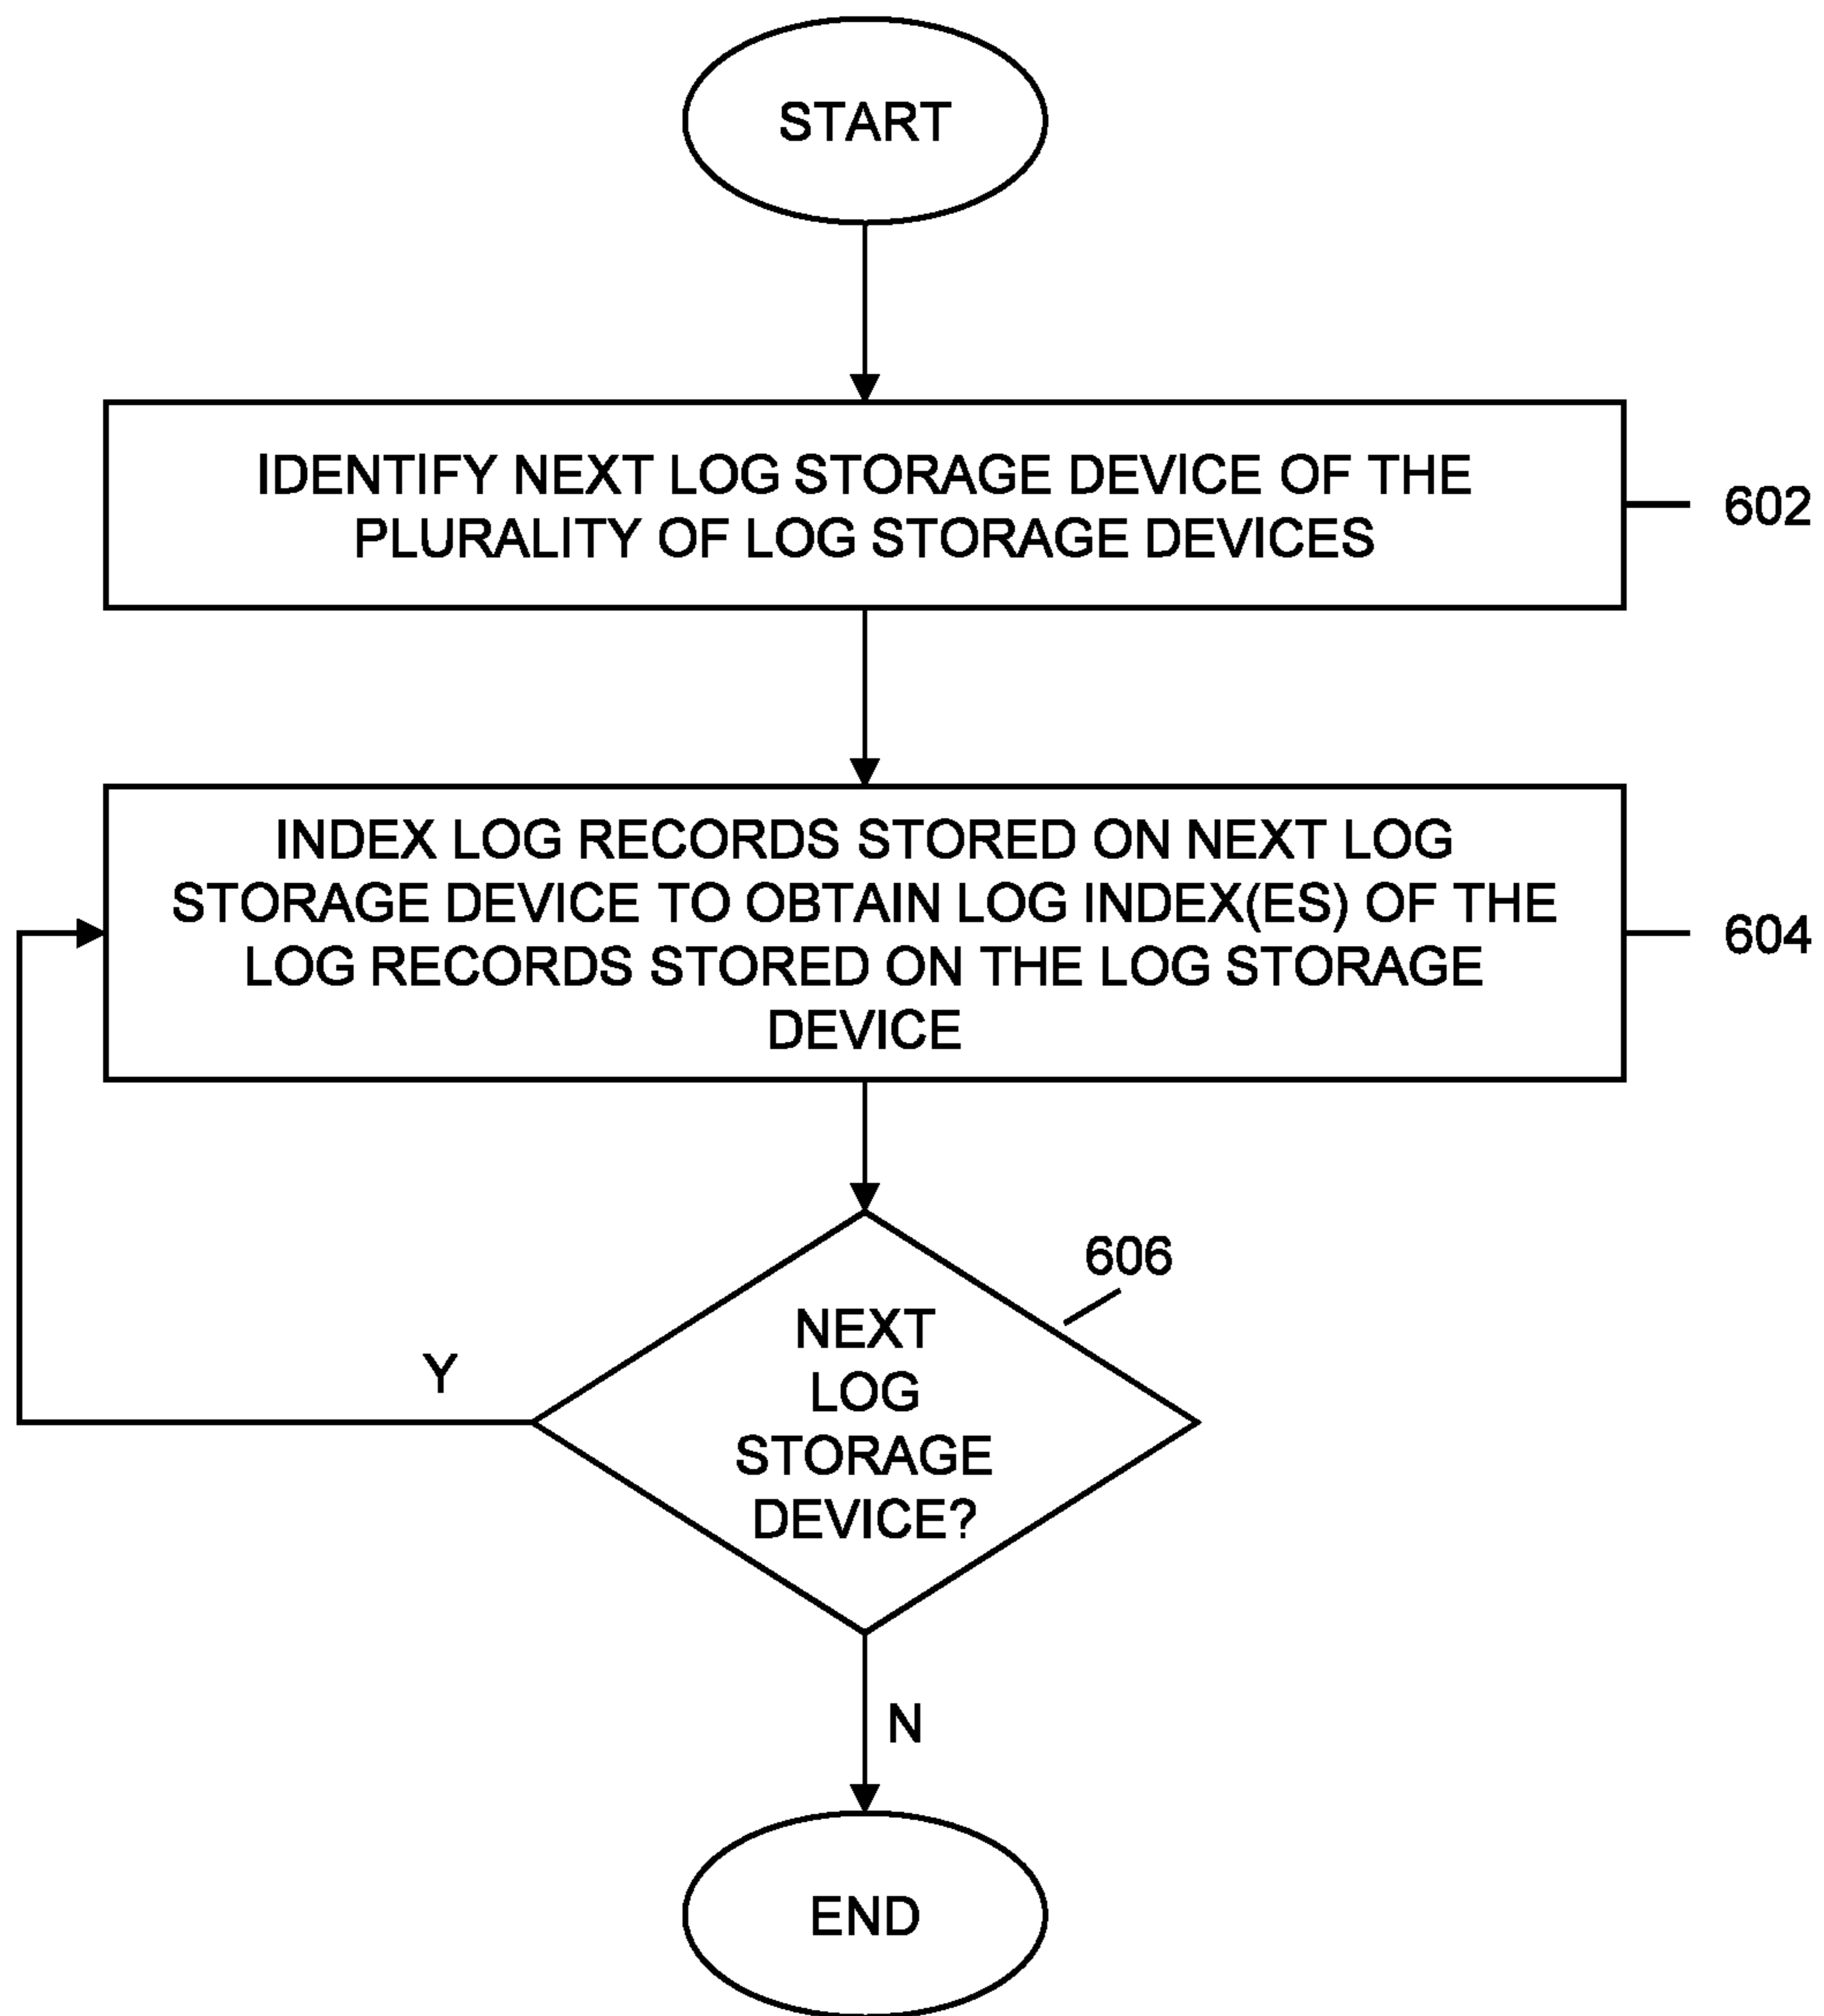 START
IDENTIFY NEXT LOG STORAGE DEVICE OF THE
PLURALITY OF LOG STORAGE DEVICES
602
INDEX LOG RECORDS STORED ON NEXT LOG
STORAGE DEVICE TO OBTAIN LOG INDEX(ES) OF THE
LOG RECORDS STORED ON THE LOG STORAGE
DEVICE
604
606
NEXT
LOG
STORAGE
DEVICE?
Y
N
END